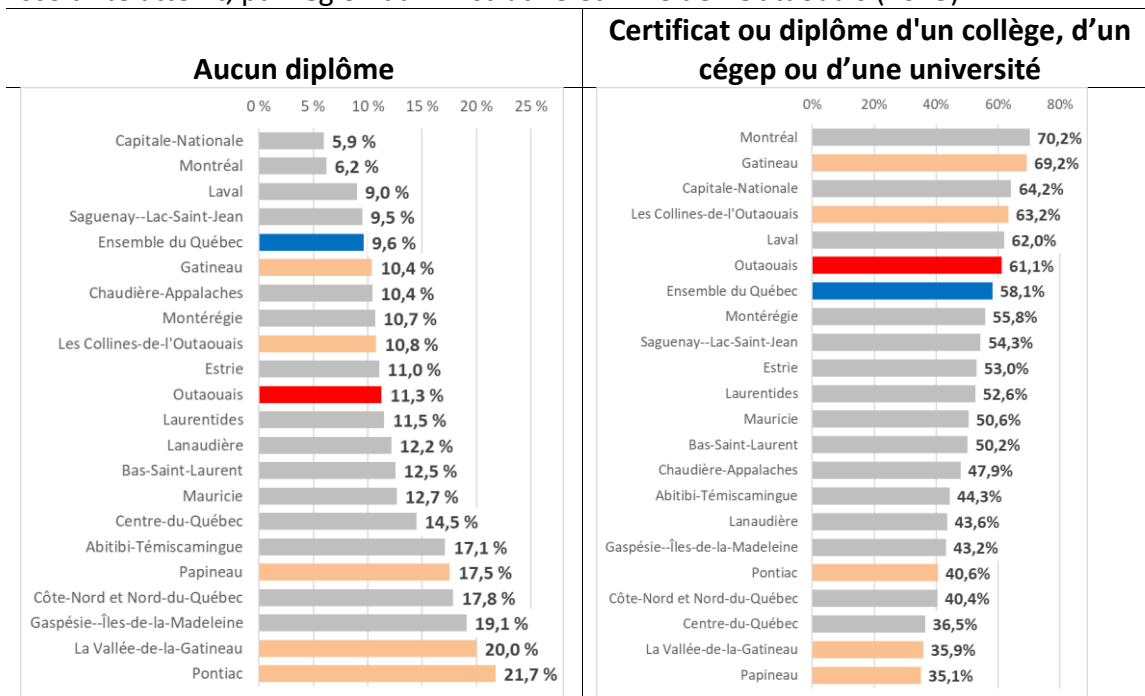 Aucun diplôme
Certificat ou diplôme d'un collège, d’un
cégep ou d’une université
0 % 5 % 10 % 15 % 20 % 25 %
Capitale-Nationale 5,9 %
Montréal 6,2 %
Laval 9,0 %
Saguenay--Lac-Saint-Jean 9,5 %
Ensemble du Québec 9,6 %
Gatineau 10,4 %
Chaudière-Appalaches 10,4 %
Montérégie 10,7 %
Les Collines-de-l'Outaouais 10,8 %
Estrie 11,0 %
Outaouais 11,3 %
Laurentides 11,5 %
Lanaudière 12,2 %
Bas-Saint-Laurent 12,5 %
Mauricie 12,7 %
Centre-du-Québec 14,5 %
Abitibi-Témiscamingue 17,1 %
Papineau 17,5 %
Côte-Nord et Nord-du-Québec 17,8 %
Gaspésie--Îles-de-la-Madeleine 19,1 %
La Vallée-de-la-Gatineau 20,0 %
Pontiac 21,7 %
0% 20% 40% 60% 80%
Montréal 70,2%
Gatineau 69,2%
Capitale-Nationale 64,2%
Les Collines-de-l'Outaouais 63,2%
Laval 62,0%
Outaouais 61,1%
Ensemble du Québec 58,1%
Montérégie 55,8%
Saguenay--Lac-Saint-Jean 54,3%
Estrie 53,0%
Laurentides 52,6%
Mauricie 50,6%
Bas-Saint-Laurent 50,2%
Chaudière-Appalaches 47,9%
Abitibi-Témiscamingue 44,3%
Lanaudière 43,6%
Gaspésie--Îles-de-la-Madeleine 43,2%
Pontiac 40,6%
Côte-Nord et Nord-du-Québec 40,4%
Centre-du-Québec 36,5%
La Vallée-de-la-Gatineau 35,9%
Papineau 35,1%